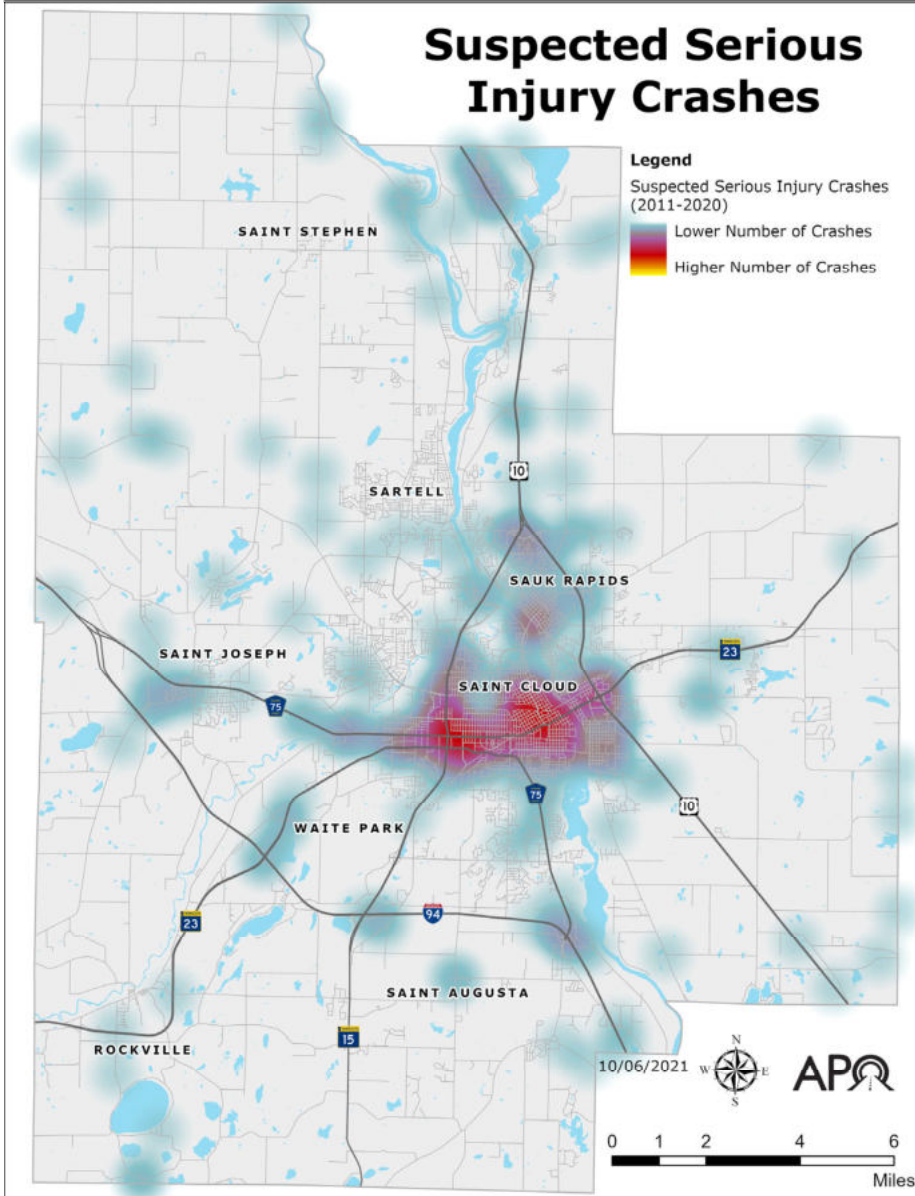 Suspected Serious
Injury Crashes
Legend
Suspected Serious Injury Crashes
(2011-2020)
Lower Number of Crashes
Higher Number of Crashes
SAINT STEPHEN
10
SARTELL
SAUK RAPIDS
SAINT JOSEPH
23
SAINT CLOUD
75
75
10
WAITE PARK
94
23
SAINT AUGUSTA
15
ROCKVILLE
10/06/2021
N
W E
S
APO
0 1 2 4 6
Miles